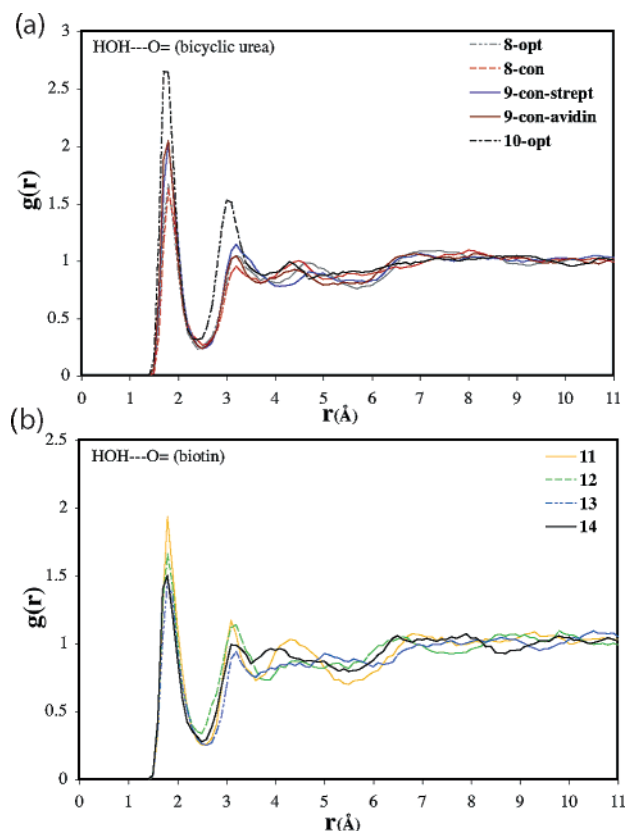 (a)
3
2.5
2
1.5
1
0.5
0
g(r)
HOH---O= (bicyclic urea)
8-opt
8-con
9-con-strept
9-con-avidin
10-opt
0 1 2 3 4 5 6 7 8 9 10 11
r(Å)
(b)
2.5
2
1.5
1
0.5
0
g(r)
HOH---O= (biotin)
11
12
13
14
0 1 2 3 4 5 6 7 8 9 10 11
r(Å)